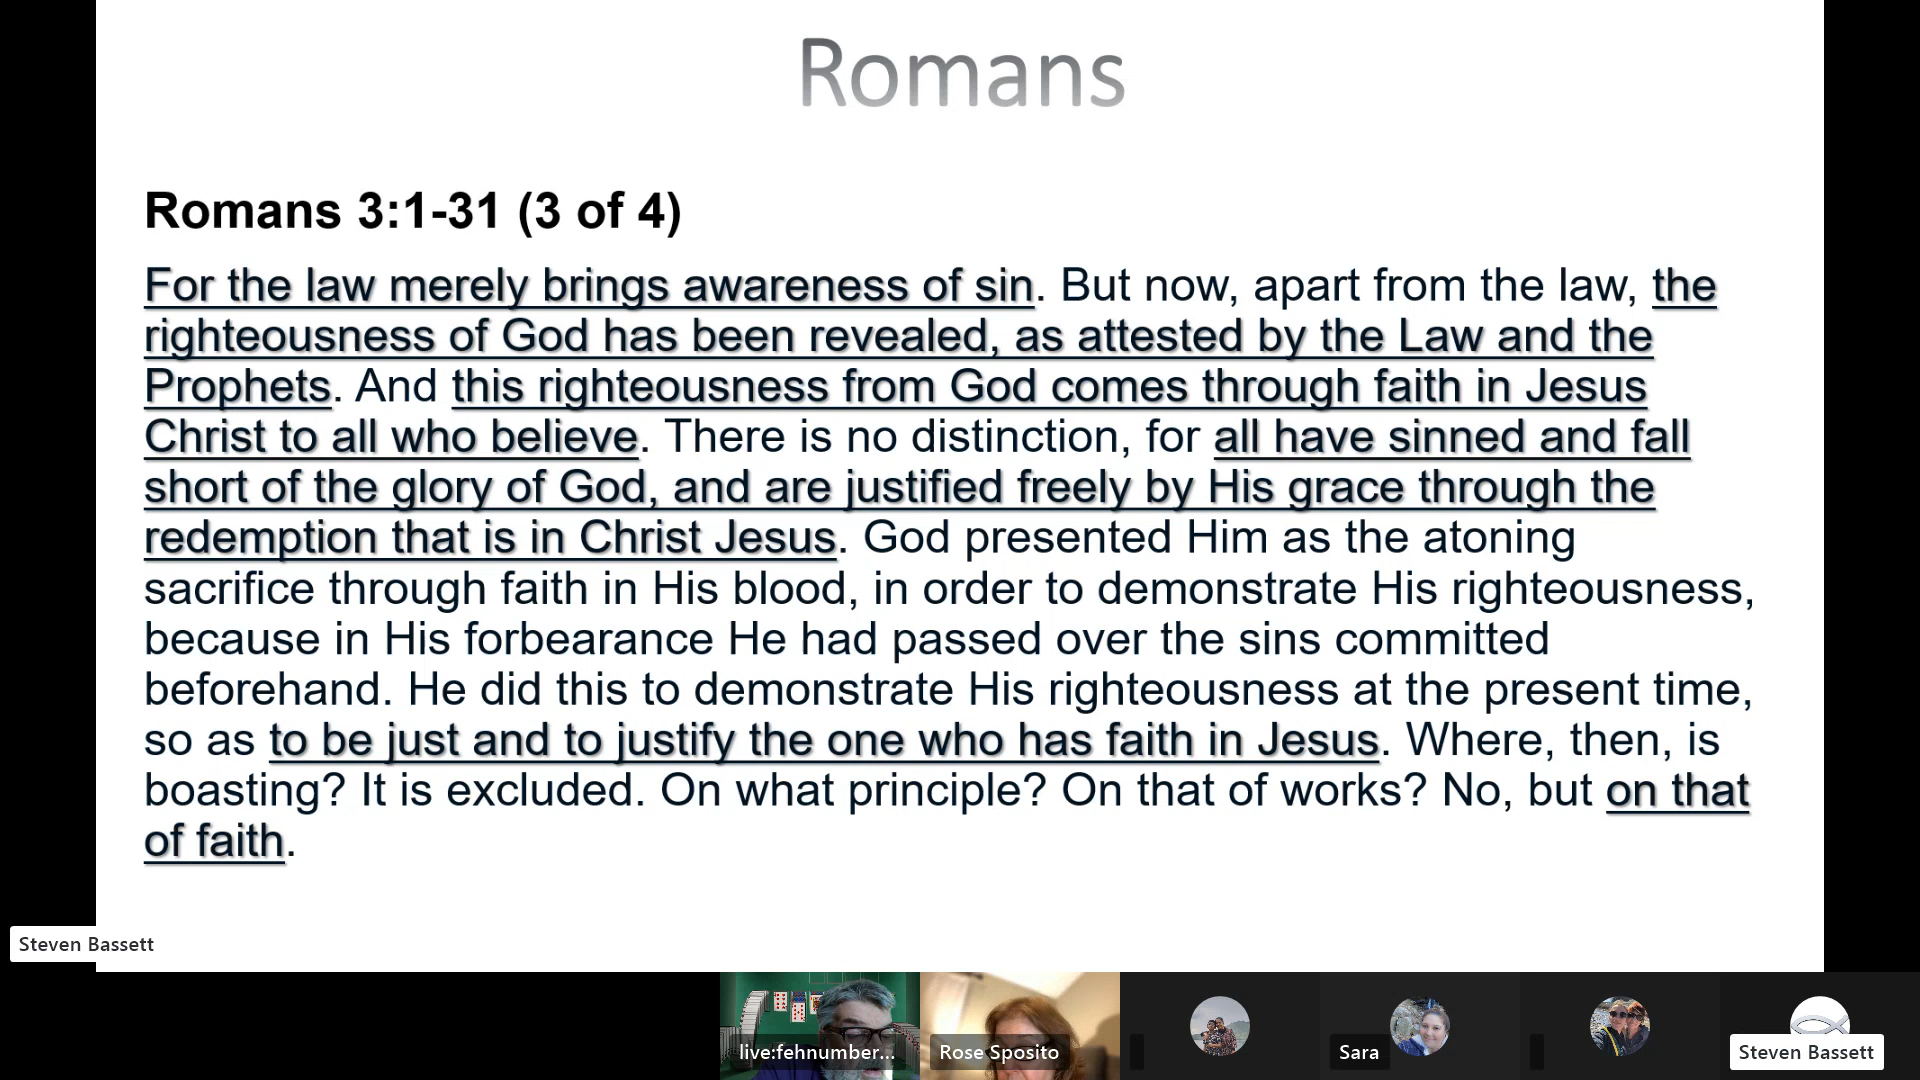 Romans
Romans 3:1-31 (3 of 4)
For the law merely brings awareness of sin. But now, apart from the law, the
righteousness of God has been revealed, as attested by the Law and the
Prophets. And this righteousness from God comes through faith in Jesus
Christ to all who believe. There is no distinction, for all have sinned and fall
short of the glory of God, and are justified freely by His grace through the
redemption that is in Christ Jesus. God presented Him as the atoning
sacrifice through faith in His blood, in order to demonstrate His righteousness,
because in His forbearance He had passed over the sins committed
beforehand. He did this to demonstrate His righteousness at the present time,
so as to be just and to justify the one who has faith in Jesus. Where, then, is
boasting? It is excluded. On what principle? On that of works? No, but on that
of faith.
Steven Bassett
live:fehnumber...
Rose Sposito
Sara
Steven Bassett